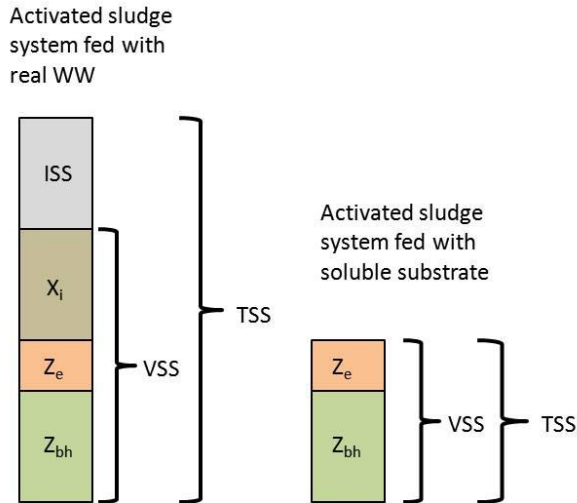 Activated sludge
system fed with
real WW
ISS
Xi
Ze
Zbh
VSS
TSS
Activated sludge
system fed with
soluble substrate
Ze
Zbh
VSS
TSS